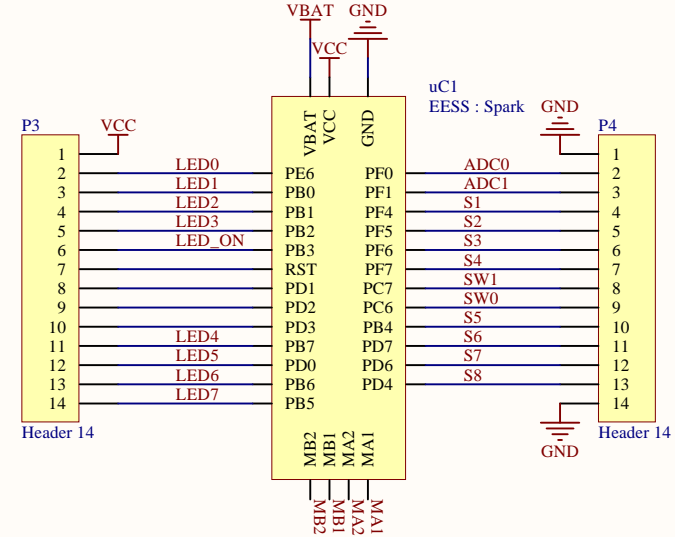 VBAT GND
VCC
uC1
EESS : Spark
GND
P3
VCC
P4
VBAT
VCC
GND
1
1
2 LED0 PE6 PF0 ADC0 2
3 LED1 PB0 PF1 ADC1 3
4 LED2 PB1 PF4 S1 4
5 LED3 PB2 PF5 S2 5
6 LED_ON PB3 PF6 S3 6
7 RST PF7 S4 7
8 PD1 PC7 SW1 8
9 PD2 PC6 SW0 9
10 PD3 PB4 S5 10
11 LED4 PB7 PD7 S6 11
12 LED5 PD0 PD6 S7 12
13 LED6 PB6 PD4 S8 13
14 LED7 PB5 14
Header 14
Header 14
GND
MB2
MB1
MA2
MA1
MB2
MB1
MA2
MA1